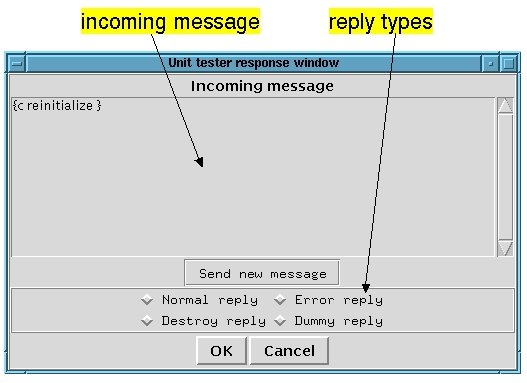 incoming message reply types
Unit tester response window
Incoming message
{c reinitialize }
Send new message
Normal reply Error reply
Destroy reply Dummy reply
OK Cancel